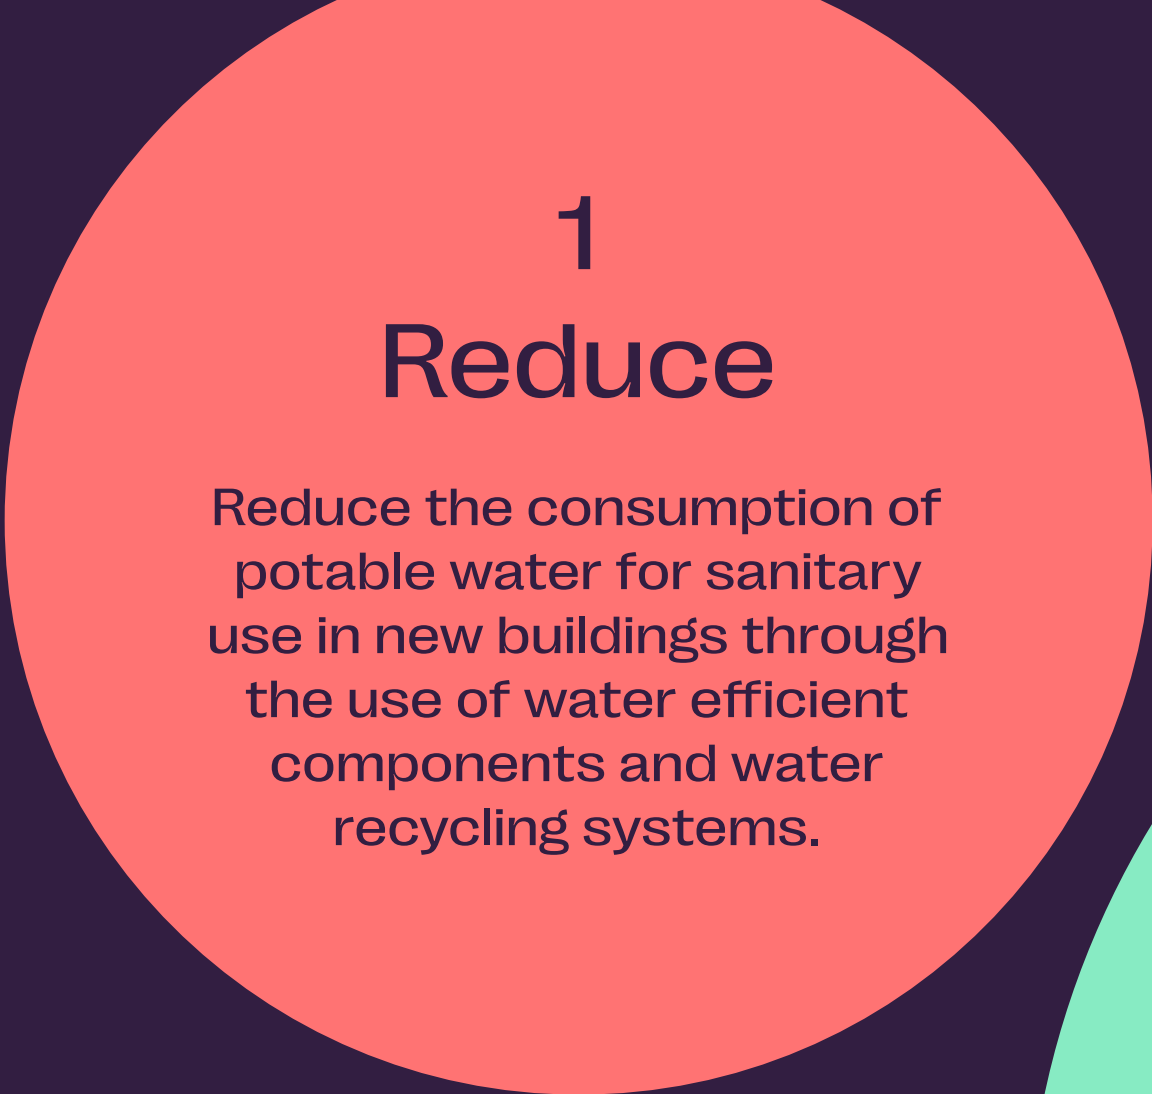 1
Reduce
Reduce the consumption of
potable water for sanitary
use in new buildings through
the use of water efficient
components and water
recycling systems.